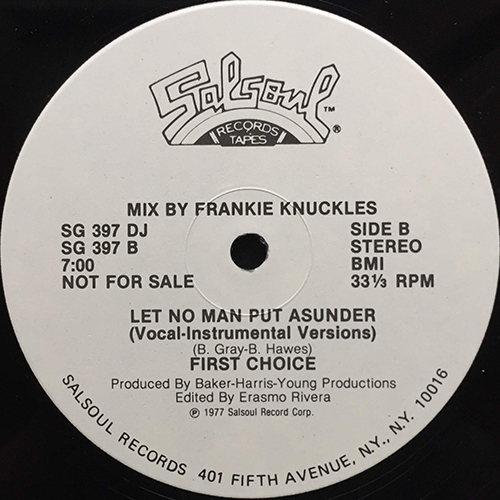 Salsoul ™
RECORDS & TAPES ®
MIX BY FRANKIE KNUCKLES
SG 397 DJ
SG 397 B
7:00
NOT FOR SALE
SIDE B
STEREO
BMI
33⅓ RPM
LET NO MAN PUT ASUNDER
(Vocal-Instrumental Versions)
(B. Gray-B. Hawes)
FIRST CHOICE
Produced By Baker-Harris-Young Productions
Edited By Erasmo Rivera
℗ 1977 Salsoul Record Corp.
SALSOUL RECORDS 401 FIFTH AVENUE, N.Y., N.Y. 10016